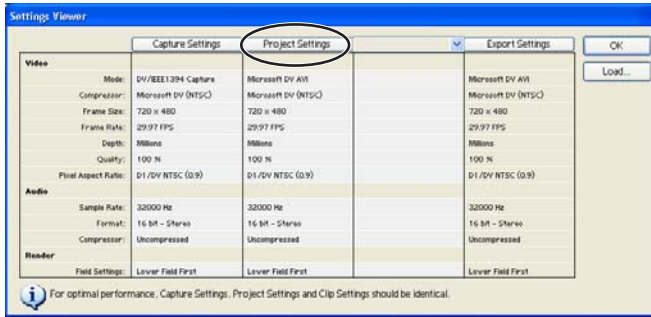 Settings Viewer
Capture Settings Project Settings Export Settings OK
Load...
Video
Mode: DV/IEEE1394 Capture Microsoft DV AVI Microsoft DV AVI
Compressor: Microsoft DV (NTSC) Microsoft DV (NTSC) Microsoft DV (NTSC)
Frame Size: 720 x 480 720 x 480 720 x 480
Frame Rate: 29.97 FPS 29.97 FPS 29.97 FPS
Depth: Millions Millions Millions
Quality: 100 % 100 % 100 %
Pixel Aspect Ratio: D1/DV NTSC (0.9) D1/DV NTSC (0.9) D1/DV NTSC (0.9)
Audio
Sample Rate: 32000 Hz 32000 Hz 32000 Hz
Format: 16 bit - Stereo 16 bit - Stereo 16 bit - Stereo
Compressor: Uncompressed Uncompressed Uncompressed
Render
Field Settings: Lower Field First Lower Field First Lower Field First
For optimal performance, Capture Settings, Project Settings and Clip Settings should be identical.